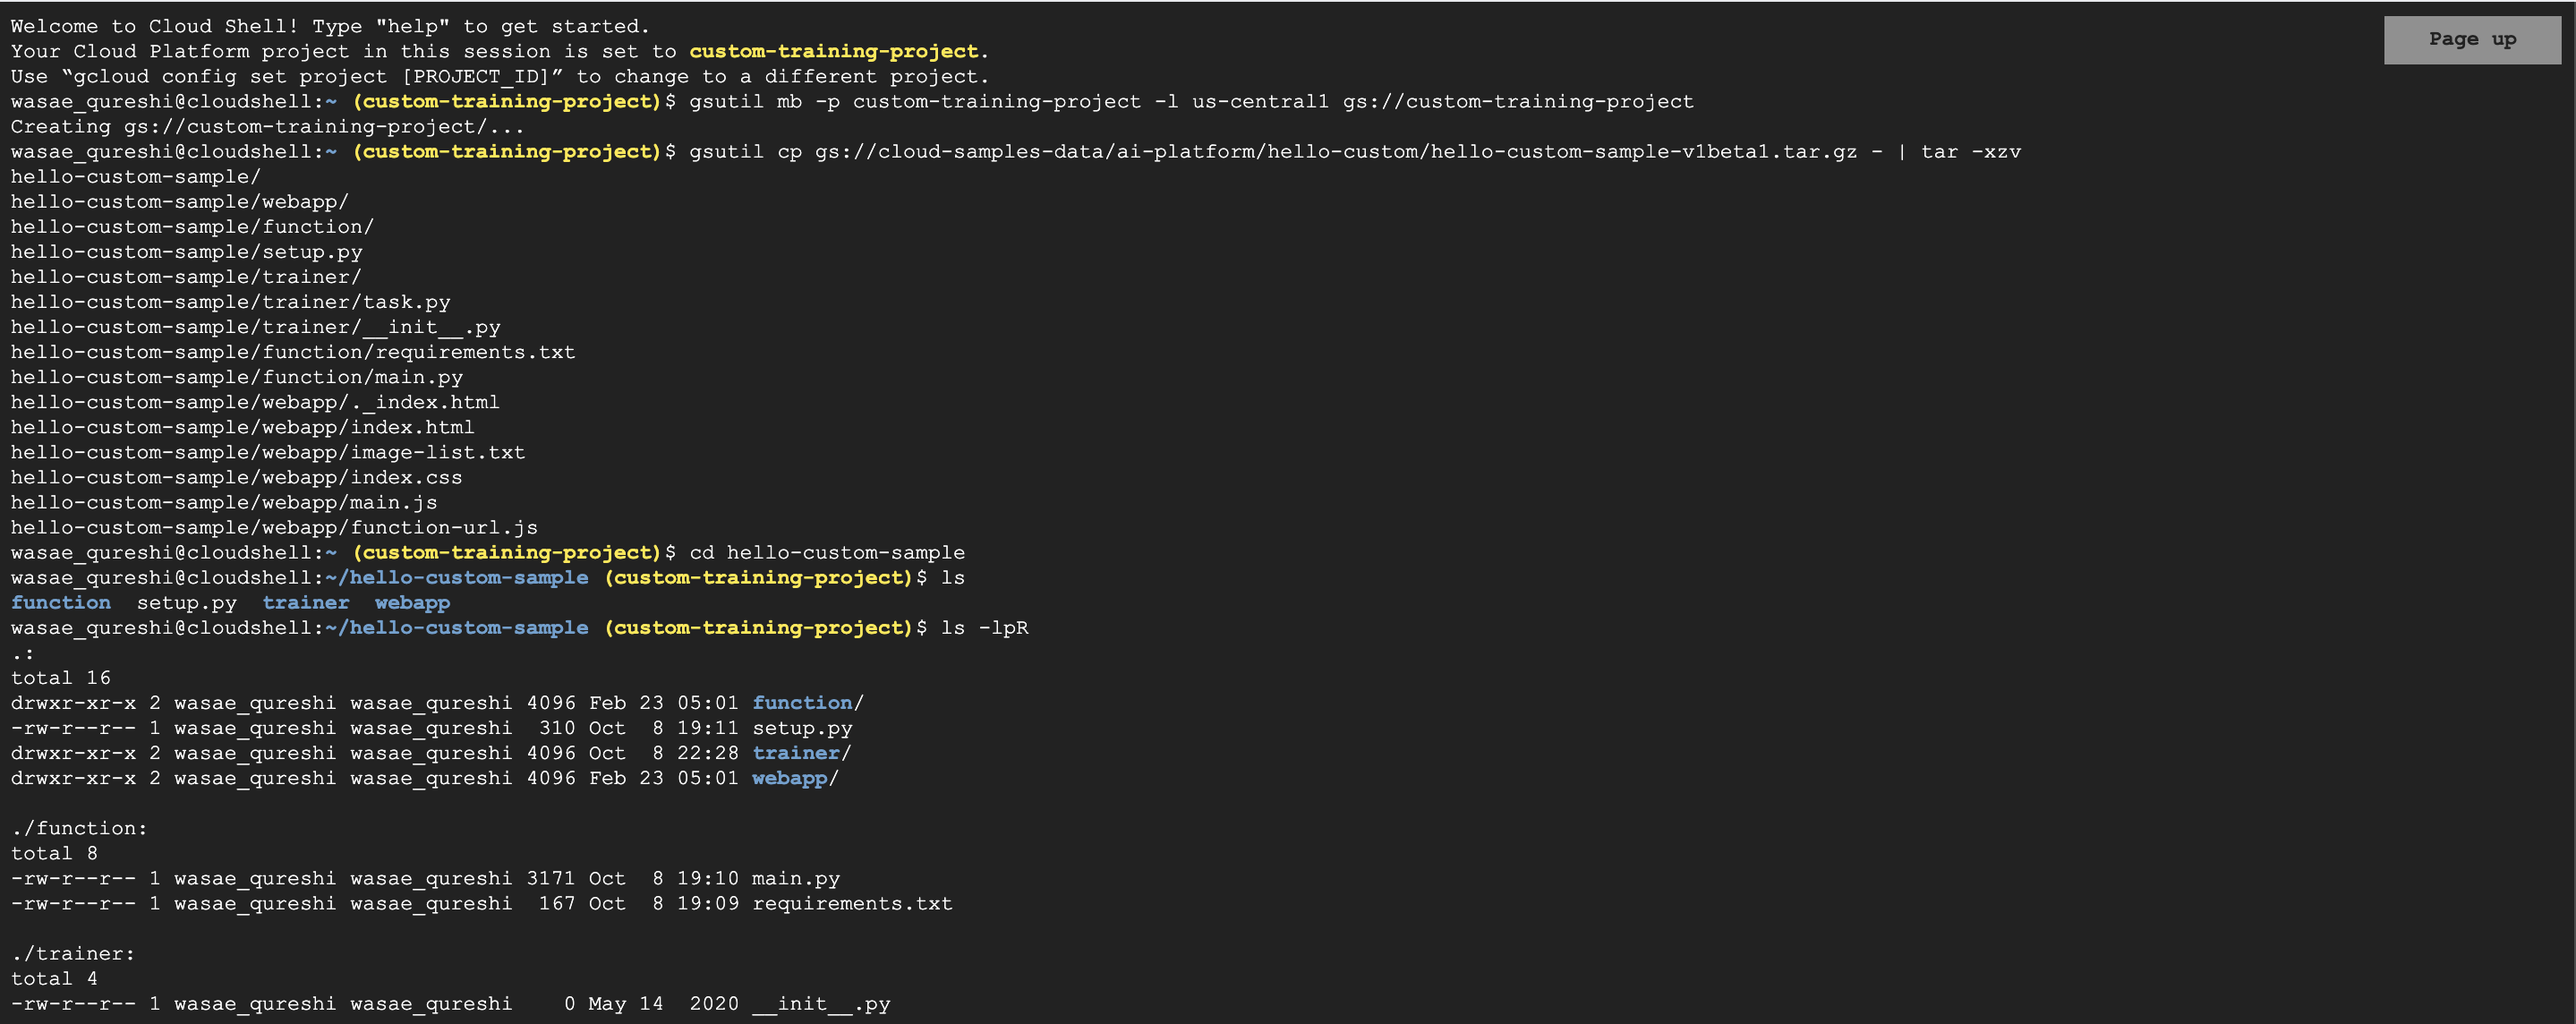 Welcome to Cloud Shell! Type "help" to get started.
Page up
Your Cloud Platform project in this session is set to custom-training-project.
Use “gcloud config set project [PROJECT_ID]” to change to a different project.
wasae_qureshi@cloudshell:~ (custom-training-project)$ gsutil mb -p custom-training-project -l us-central1 gs://custom-training-project
Creating gs://custom-training-project/...
wasae_qureshi@cloudshell:~ (custom-training-project)$ gsutil cp gs://cloud-samples-data/ai-platform/hello-custom/hello-custom-sample-v1beta1.tar.gz - | tar -xzv
hello-custom-sample/
hello-custom-sample/webapp/
hello-custom-sample/function/
hello-custom-sample/setup.py
hello-custom-sample/trainer/
hello-custom-sample/trainer/task.py
hello-custom-sample/trainer/__init__.py
hello-custom-sample/function/requirements.txt
hello-custom-sample/function/main.py
hello-custom-sample/webapp/._index.html
hello-custom-sample/webapp/index.html
hello-custom-sample/webapp/image-list.txt
hello-custom-sample/webapp/index.css
hello-custom-sample/webapp/main.js
hello-custom-sample/webapp/function-url.js
wasae_qureshi@cloudshell:~ (custom-training-project)$ cd hello-custom-sample
wasae_qureshi@cloudshell:~/hello-custom-sample (custom-training-project)$ ls
function  setup.py  trainer  webapp
wasae_qureshi@cloudshell:~/hello-custom-sample (custom-training-project)$ ls -lpR
.:
total 16
drwxr-xr-x 2 wasae_qureshi wasae_qureshi 4096 Feb 23 05:01 function/
-rw-r--r-- 1 wasae_qureshi wasae_qureshi  310 Oct  8 19:11 setup.py
drwxr-xr-x 2 wasae_qureshi wasae_qureshi 4096 Oct  8 22:28 trainer/
drwxr-xr-x 2 wasae_qureshi wasae_qureshi 4096 Feb 23 05:01 webapp/
./function:
total 8
-rw-r--r-- 1 wasae_qureshi wasae_qureshi 3171 Oct  8 19:10 main.py
-rw-r--r-- 1 wasae_qureshi wasae_qureshi  167 Oct  8 19:09 requirements.txt
./trainer:
total 4
-rw-r--r-- 1 wasae_qureshi wasae_qureshi    0 May 14  2020 __init__.py